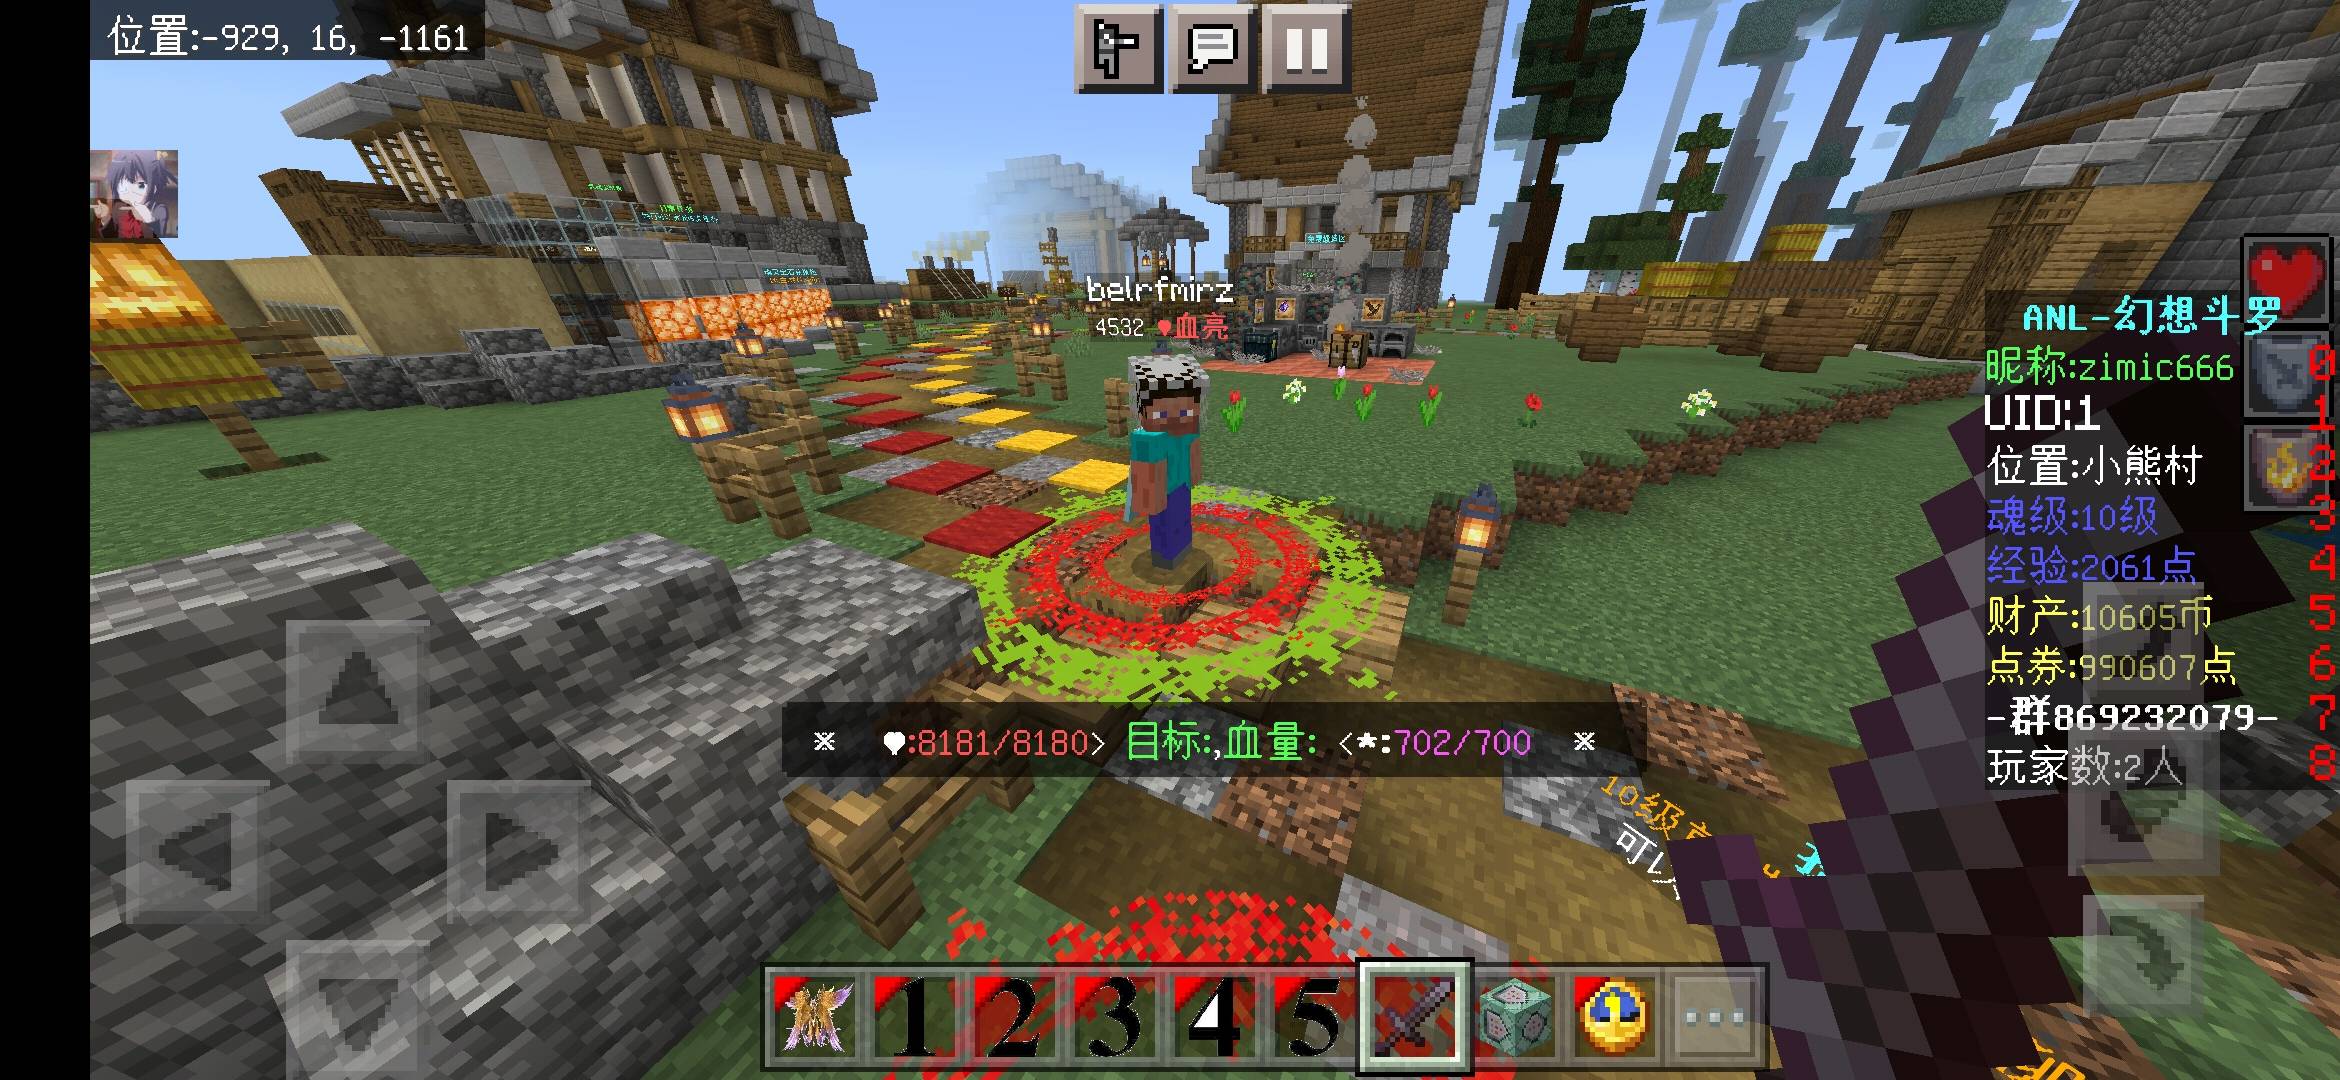 位置:-929, 16, -1161
belrfmirz
4532 ♥血亮
ANL-幻想斗罗
昵称:zimic666
UID:1
位置:小熊村
魂级:10级
经验:2061点
财产:10605币
点券:990607点
-群869232079-
玩家数:2人
0
1
2
3
4
5
6
7
8
※ ♥:8181/8180> 目标:,血量: <*:702/700 ※
10级
可以
1 2 3 4 5